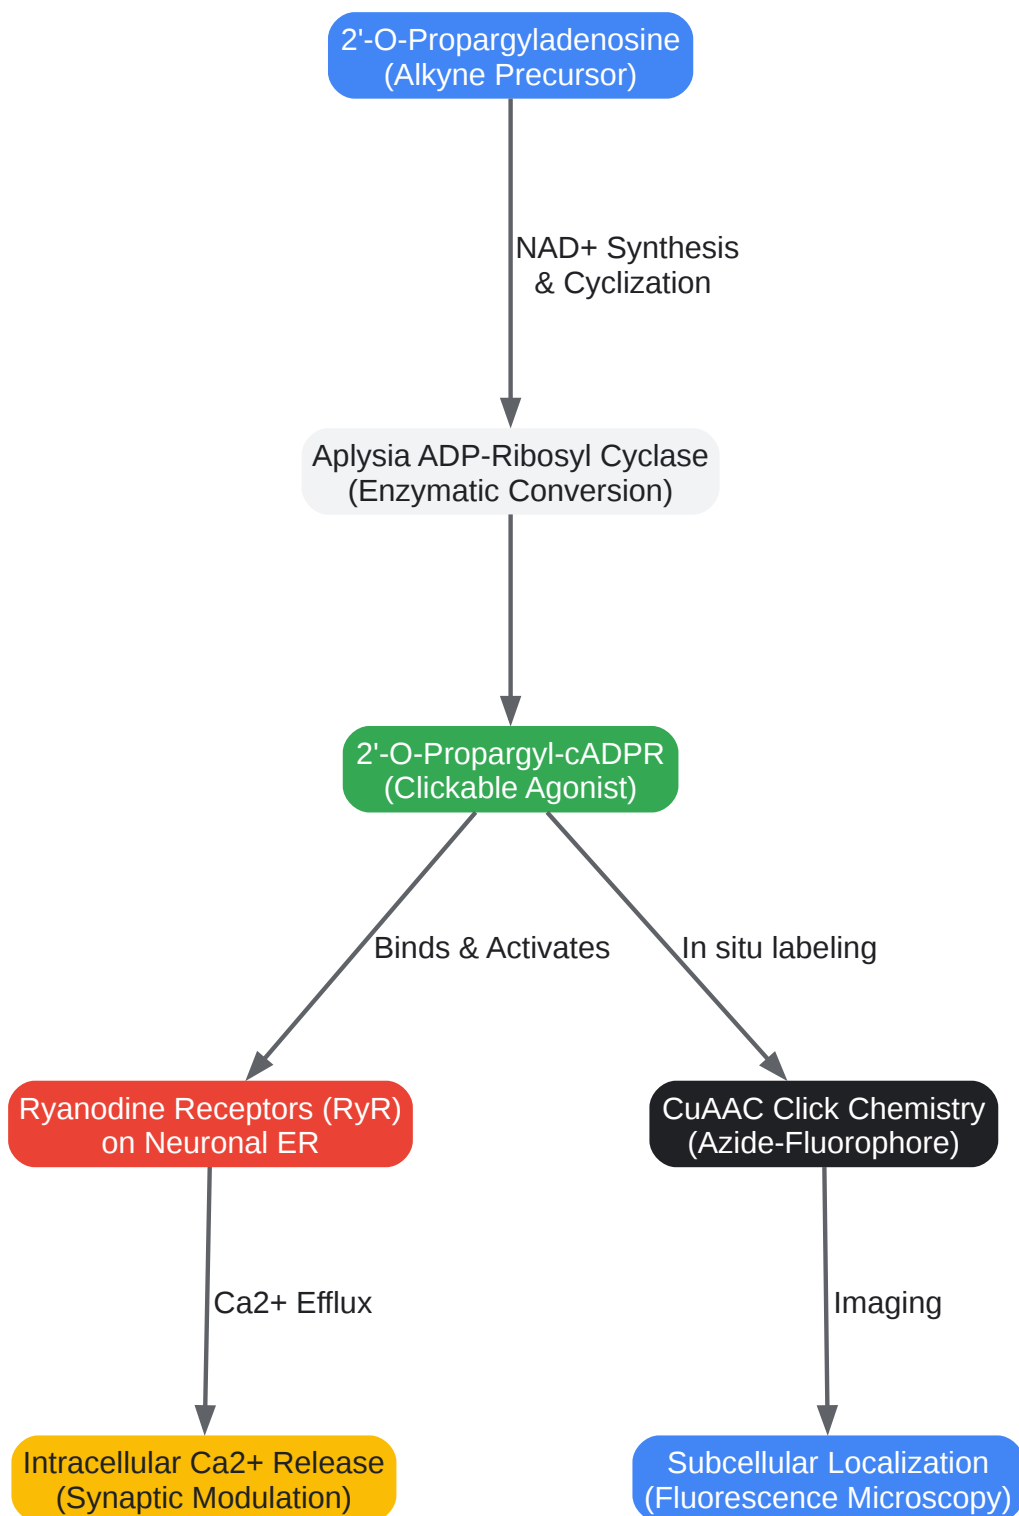 2'-O-Propargyladenosine
(Alkyne Precursor)
NAD+ Synthesis
& Cyclization
Aplysia ADP-Ribosyl Cyclase
(Enzymatic Conversion)
2'-O-Propargyl-cADPR
(Clickable Agonist)
Binds & Activates
In situ labeling
Ryanodine Receptors (RyR)
on Neuronal ER
CuAAC Click Chemistry
(Azide-Fluorophore)
Ca2+ Efflux
Imaging
Intracellular Ca2+ Release
(Synaptic Modulation)
Subcellular Localization
(Fluorescence Microscopy)